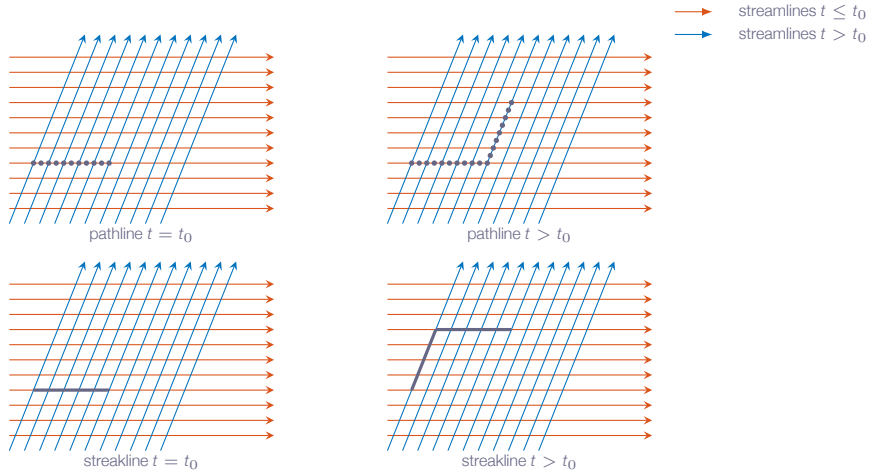 streamlines t ≤ t₀
streamlines t > t₀
pathline t = t₀
pathline t > t₀
streakline t = t₀
streakline t > t₀